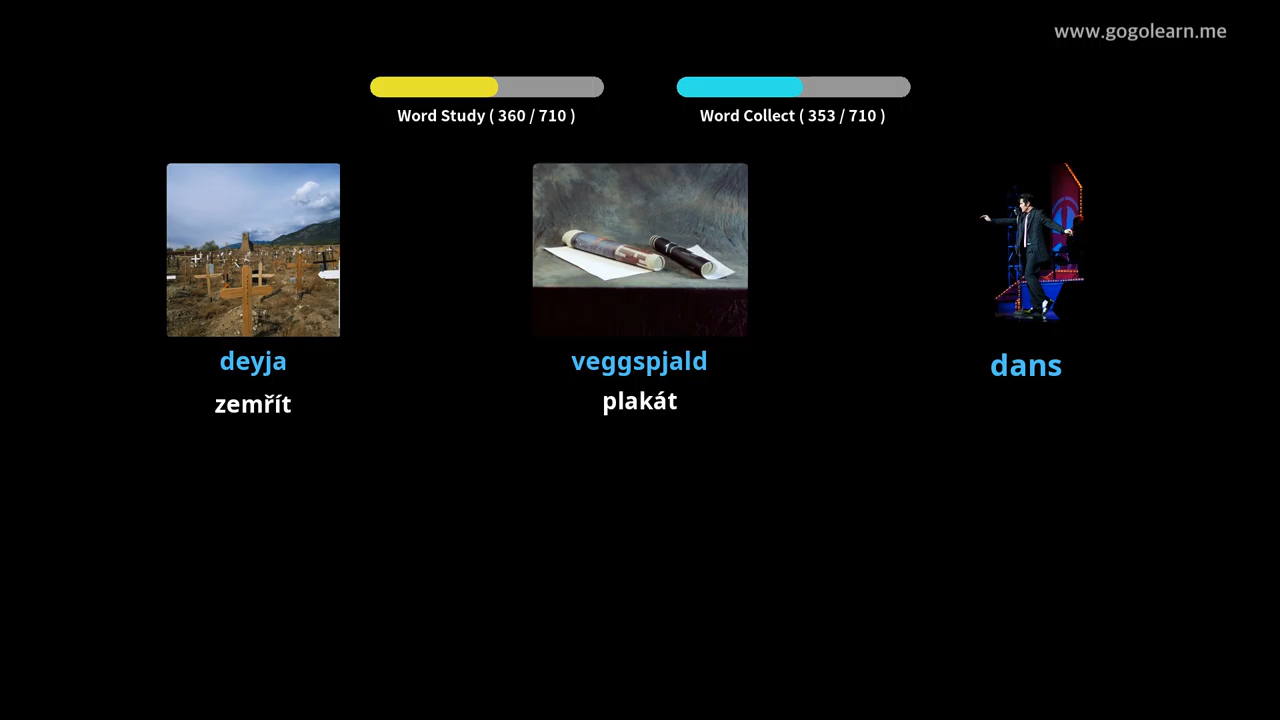 www.gogolearn.me
Word Study ( 360 / 710 )
Word Collect ( 353 / 710 )
deyja
zemřít
veggspjald
plakát
dans